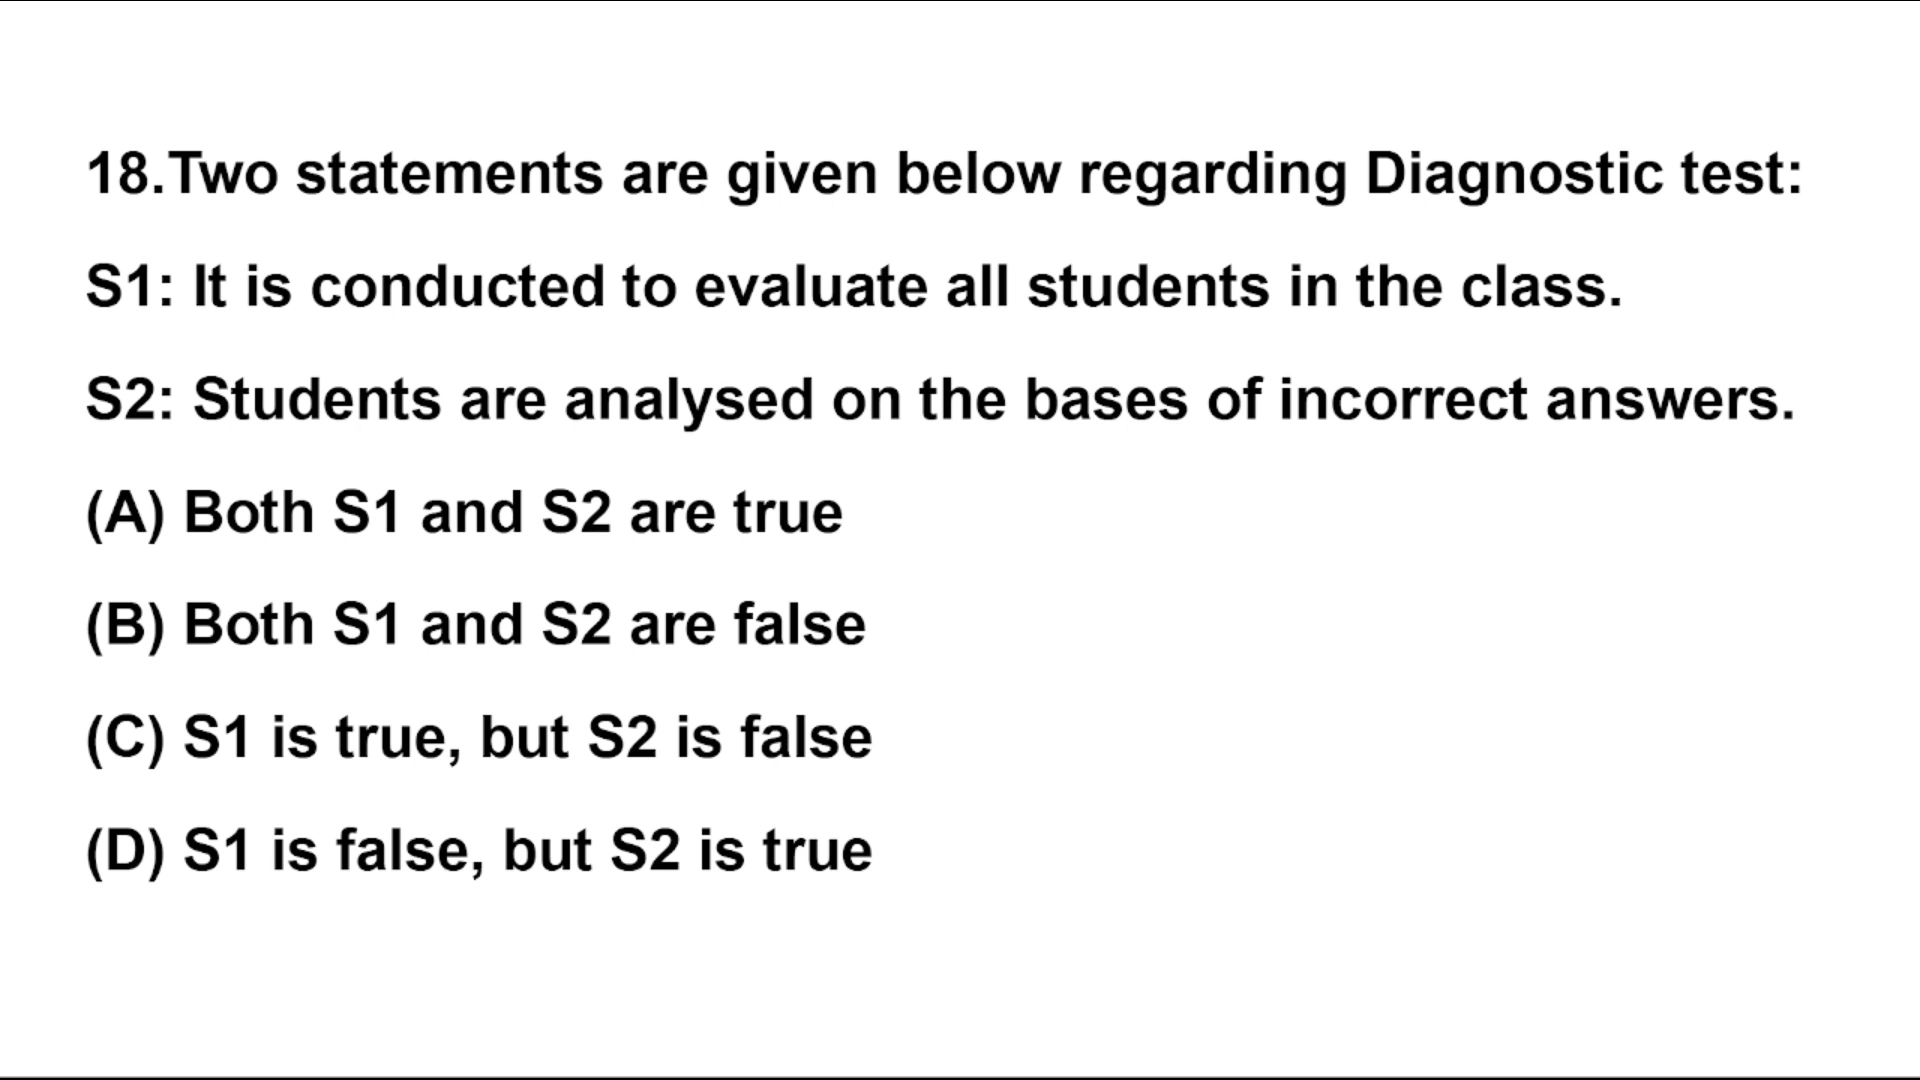 18.Two statements are given below regarding Diagnostic test:
S1: It is conducted to evaluate all students in the class.
S2: Students are analysed on the bases of incorrect answers.
(A) Both S1 and S2 are true
(B) Both S1 and S2 are false
(C) S1 is true, but S2 is false
(D) S1 is false, but S2 is true